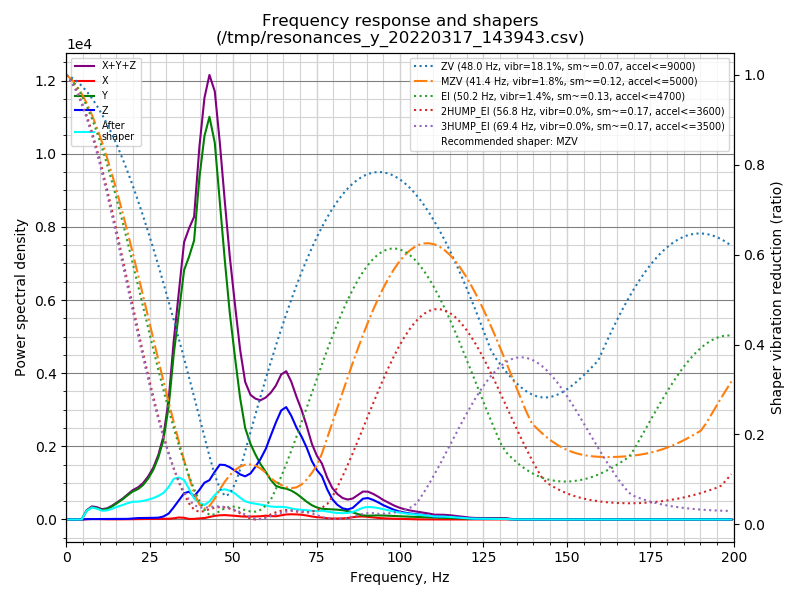 Frequency response and shapers
(/tmp/resonances_y_20220317_143943.csv)
1e4
X+Y+Z
X
Y
Z
After
shaper
ZV (48.0 Hz, vibr=18.1%, sm~=0.07, accel<=9000)
MZV (41.4 Hz, vibr=1.8%, sm~=0.12, accel<=5000)
EI (50.2 Hz, vibr=1.4%, sm~=0.13, accel<=4700)
2HUMP_EI (56.8 Hz, vibr=0.0%, sm~=0.17, accel<=3600)
3HUMP_EI (69.4 Hz, vibr=0.0%, sm~=0.17, accel<=3500)
Recommended shaper: MZV
Power spectral density
1.2
1.0
0.8
0.6
0.4
0.2
0.0
1.0
0.8
0.6
0.4
0.2
0.0
Shaper vibration reduction (ratio)
0
25
50
75
100
125
150
175
200
Frequency, Hz